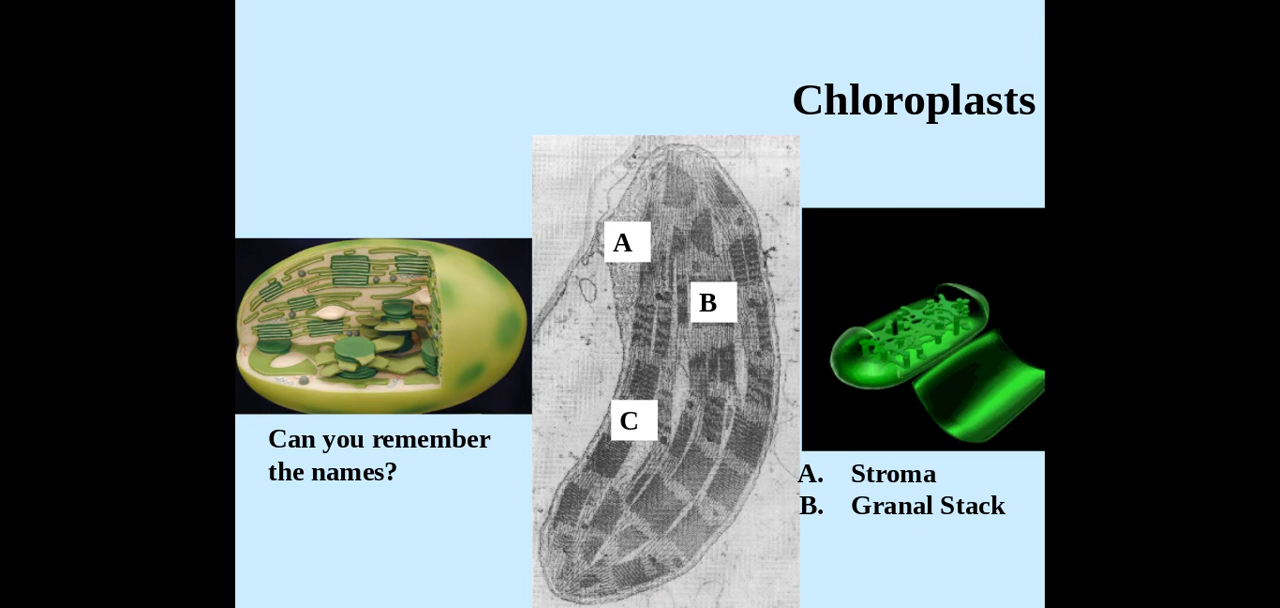 Chloroplasts
A
B
C
Can you remember
the names?
A. Stroma
B. Granal Stack